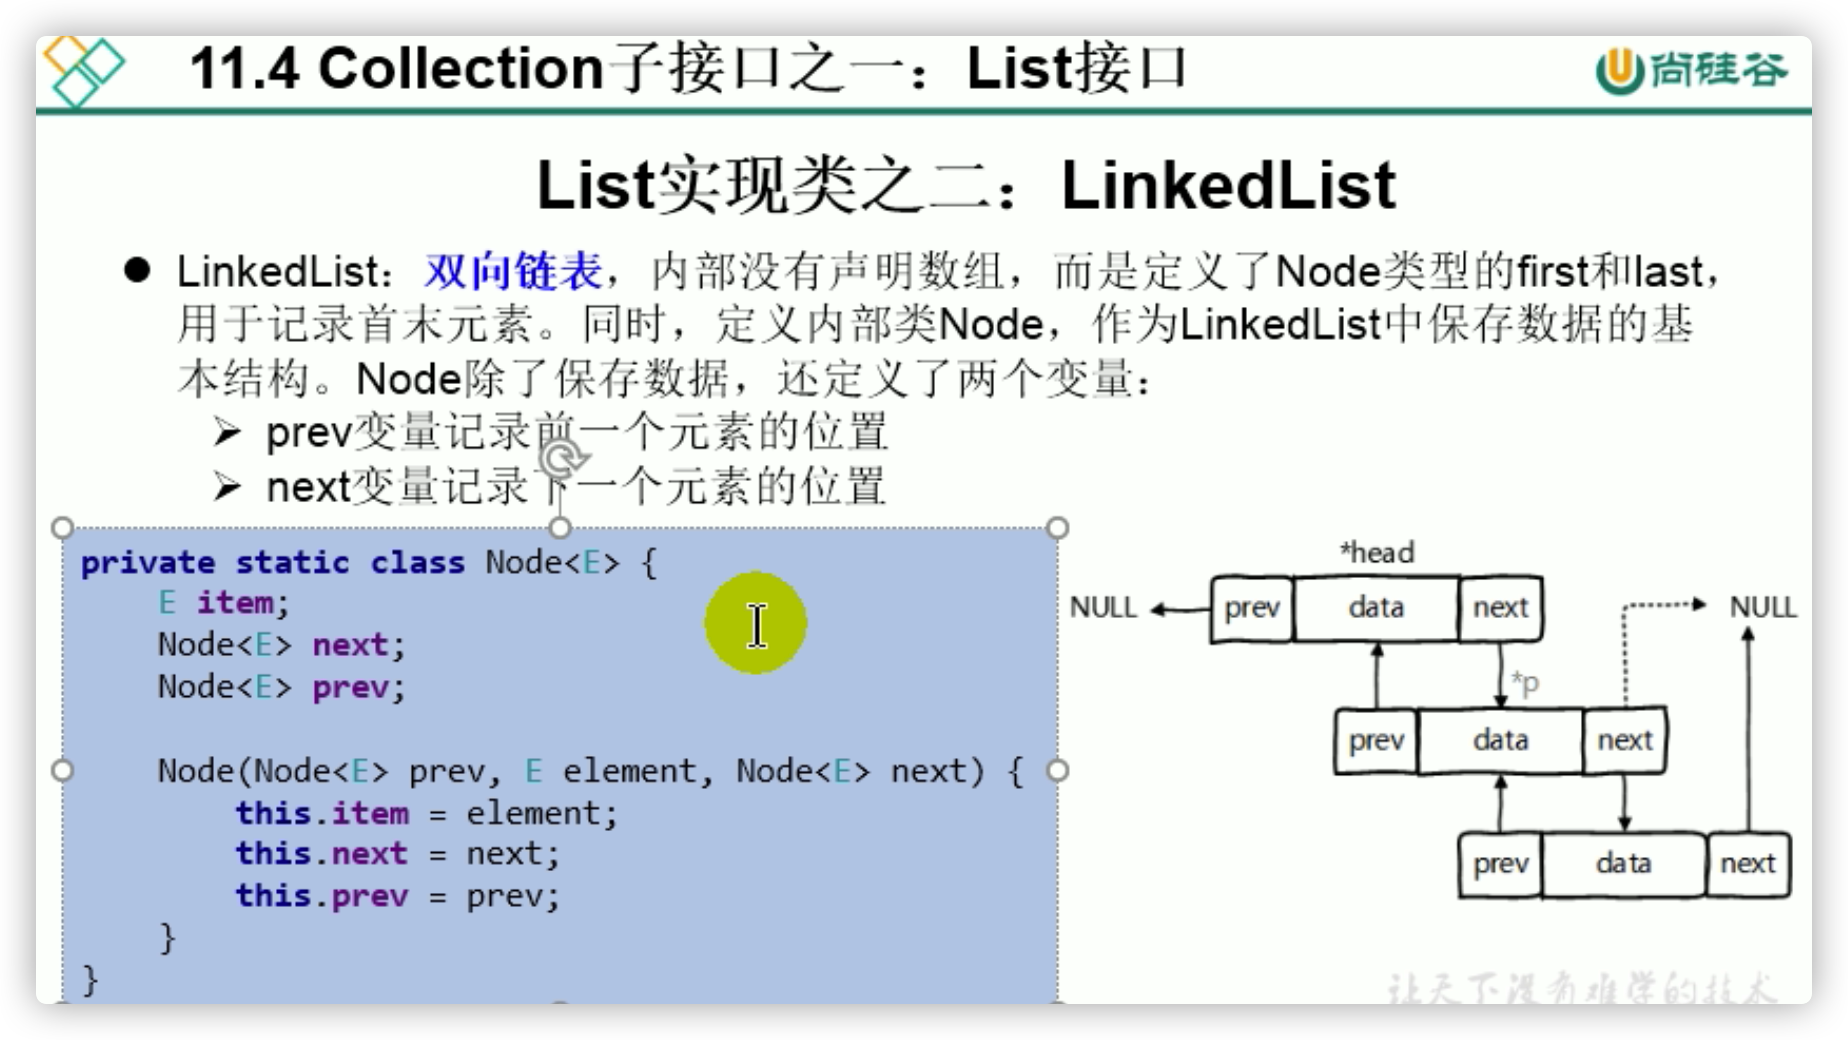 11.4 Collection子接口之一：List接口
尚硅谷
List实现类之二：LinkedList
LinkedList：双向链表，内部没有声明数组，而是定义了Node类型的first和last，
用于记录首末元素。同时，定义内部类Node，作为LinkedList中保存数据的基
本结构。Node除了保存数据，还定义了两个变量：
prev变量记录前一个元素的位置
next变量记录下一个元素的位置
private static class Node<E> {
E item;
Node<E> next;
Node<E> prev;
Node(Node<E> prev, E element, Node<E> next) {
this.item = element;
this.next = next;
this.prev = prev;
}
}
*head
NULL prev data next NULL
*p
prev data next
prev data next
让天下没有难学的技术